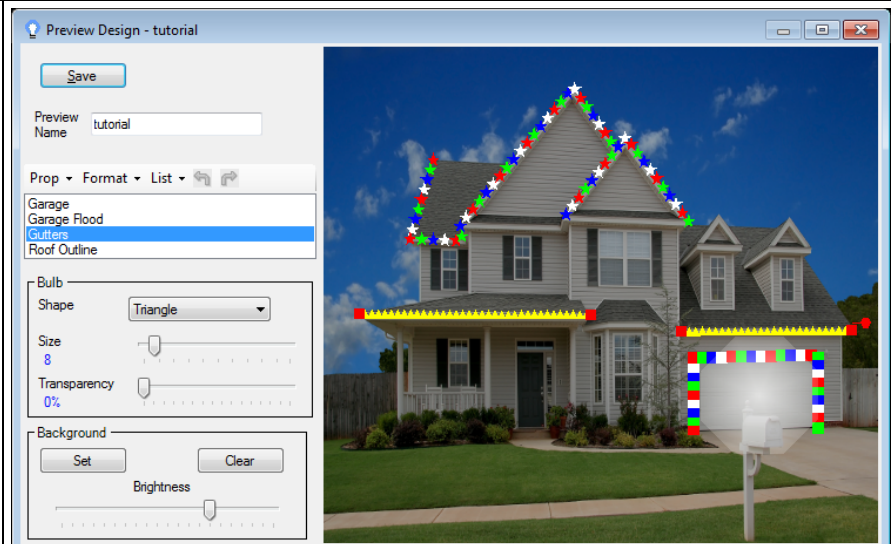 Preview Design - tutorial
Save
Preview
Name
tutorial
Prop Format List
Garage
Garage Flood
Gutters
Roof Outline
Bulb
Shape
Triangle
Size
8
Transparency
0%
Background
Set Clear
Brightness